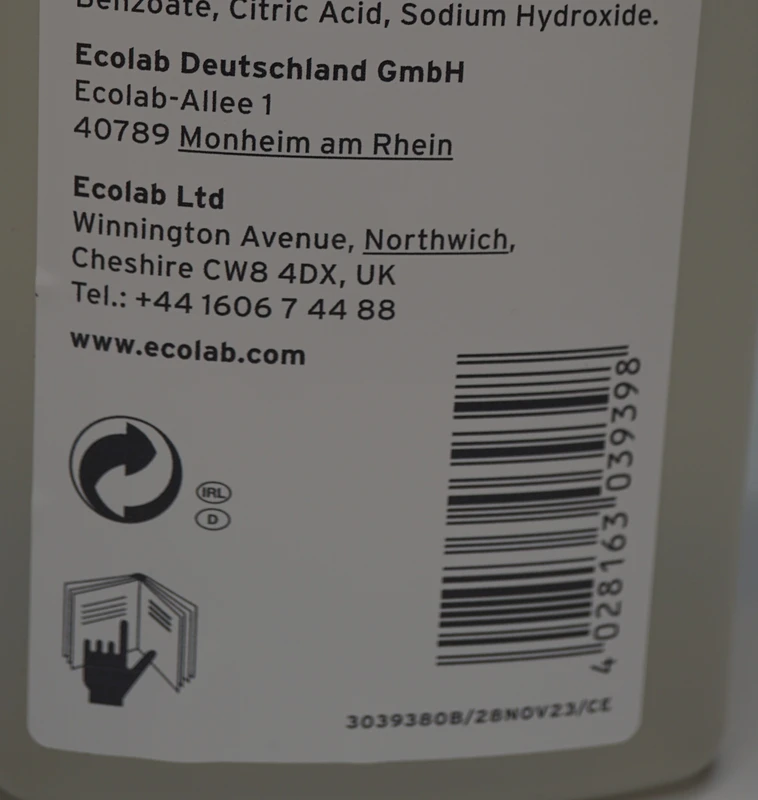 Benzoate, Citric Acid, Sodium Hydroxide.
Ecolab Deutschland GmbH
Ecolab-Allee 1
40789 Monheim am Rhein
Ecolab Ltd
Winnington Avenue, Northwich,
Cheshire CW8 4DX, UK
Tel.: +44 1606 7 44 88
www.ecolab.com
IRL
D
4 028163 039398
3039380B/28NOV23/CE